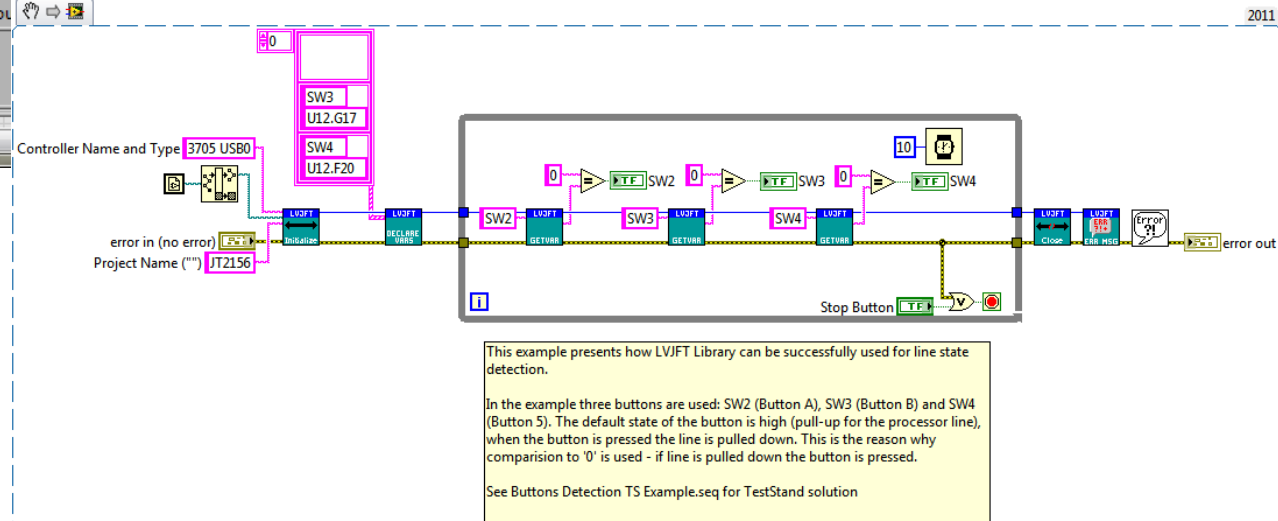 2011
0
SW3
U12.G17
SW4
U12.F20
Controller Name and Type 3705 USB0
10
0 = TF SW2 0 = TF SW3 0 = TF SW4
LVJFT LVJFT SW2 LVJFT SW3 LVJFT SW4 LVJFT LVJFT LVJFT Error
Initialize DECLARE VARS GETVAR GETVAR GETVAR Close ERR MSG ?!
error in (no error)
error out
Project Name ("") JT2156
i
Stop Button TF V
This example presents how LVJFT Library can be successfully used for line state
detection.
In the example three buttons are used: SW2 (Button A), SW3 (Button B) and SW4
(Button 5). The default state of the button is high (pull-up for the processor line),
when the button is pressed the line is pulled down. This is the reason why
comparision to '0' is used - if line is pulled down the button is pressed.
See Buttons Detection TS Example.seq for TestStand solution